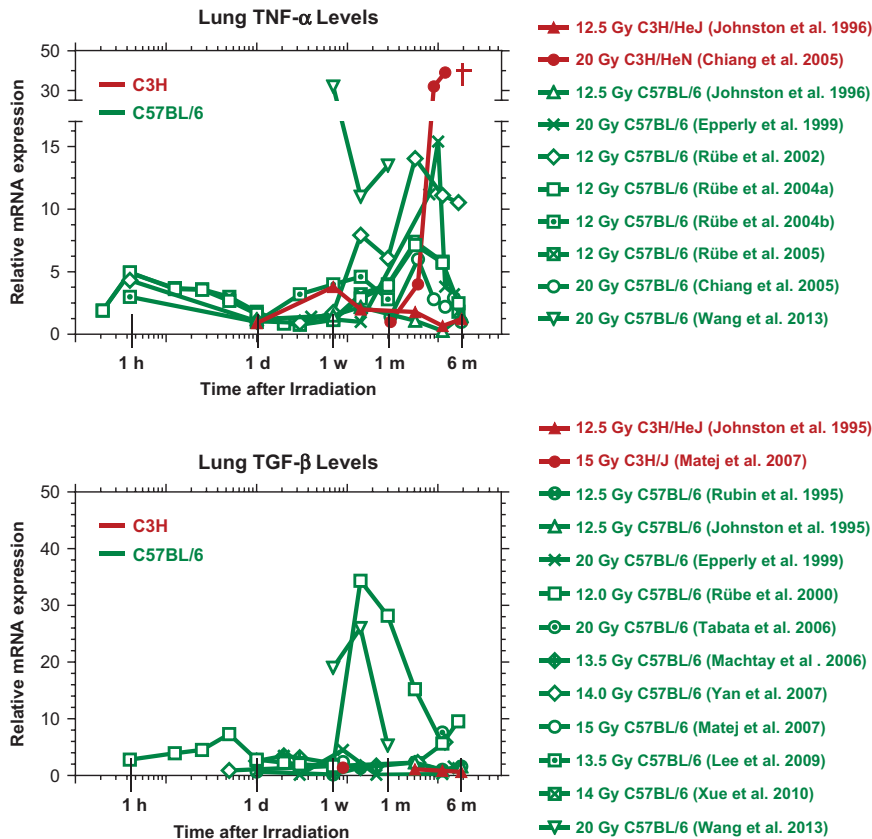 Lung TNF-α Levels
Relative mRNA expression
50
30
15
10
5
0
C3H
C57BL/6
1 h
1 d
1 w
1 m
6 m
Time after Irradiation
12.5 Gy C3H/HeJ (Johnston et al. 1996)
20 Gy C3H/HeN (Chiang et al. 2005)
12.5 Gy C57BL/6 (Johnston et al. 1996)
20 Gy C57BL/6 (Epperly et al. 1999)
12 Gy C57BL/6 (Rübe et al. 2002)
12 Gy C57BL/6 (Rübe et al. 2004a)
12 Gy C57BL/6 (Rübe et al. 2004b)
12 Gy C57BL/6 (Rübe et al. 2005)
20 Gy C57BL/6 (Chiang et al. 2005)
20 Gy C57BL/6 (Wang et al. 2013)
Lung TGF-β Levels
Relative mRNA expression
50
40
30
20
10
0
C3H
C57BL/6
1 h
1 d
1 w
1 m
6 m
Time after Irradiation
12.5 Gy C3H/HeJ (Johnston et al. 1995)
15 Gy C3H/J (Matej et al. 2007)
12.5 Gy C57BL/6 (Rubin et al. 1995)
12.5 Gy C57BL/6 (Johnston et al. 1995)
20 Gy C57BL/6 (Epperly et al. 1999)
12.0 Gy C57BL/6 (Rübe et al. 2000)
20 Gy C57BL/6 (Tabata et al. 2006)
13.5 Gy C57BL/6 (Machtay et al . 2006)
14.0 Gy C57BL/6 (Yan et al. 2007)
15 Gy C57BL/6 (Matej et al. 2007)
13.5 Gy C57BL/6 (Lee et al. 2009)
14 Gy C57BL/6 (Xue et al. 2010)
20 Gy C57BL/6 (Wang et al. 2013)